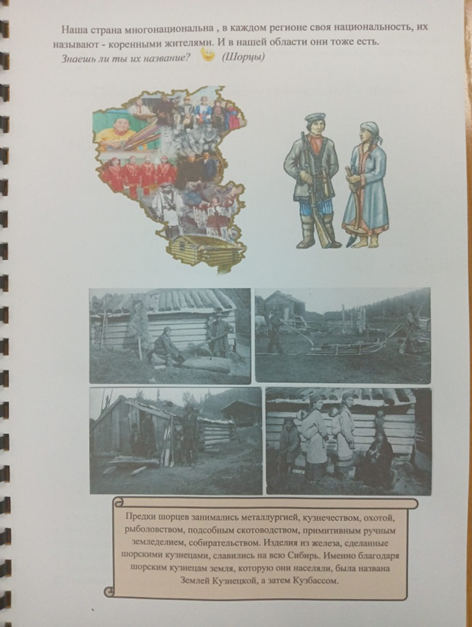 Наша страна многонациональна , в каждом регионе своя национальность, их
называют - коренными жителями. И в нашей области они тоже есть.
Знаешь ли ты их название? (Шорцы)
Предки шорцев занимались металлургией, кузнечеством, охотой,
рыболовством, подсобным скотоводством, примитивным ручным
земледелием, собирательством. Изделия из железа, сделанные
шорскими кузнецами, славились на всю Сибирь. Именно благодаря
шорским кузнецам земля, которую они населяли, была названа
Землей Кузнецкой, а затем Кузбассом.